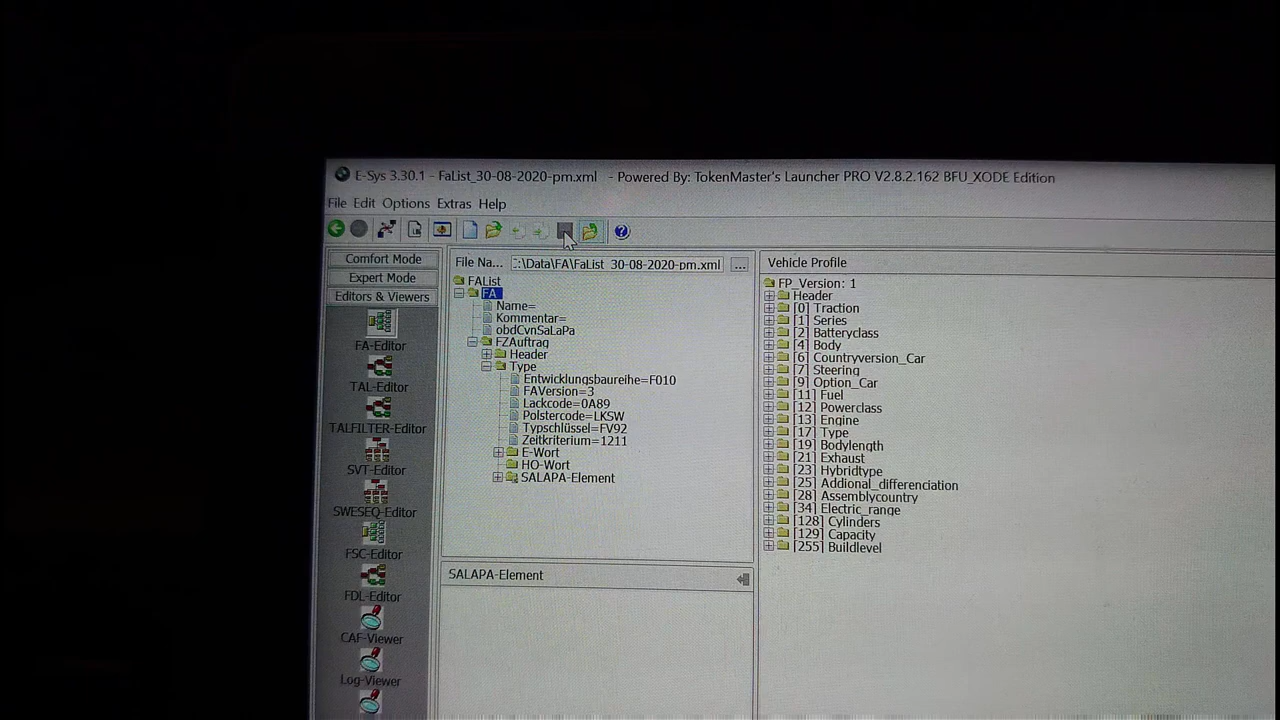 E-Sys 3.30.1 - FaList_30-08-2020-pm.xml - Powered By: TokenMaster's Launcher PRO V2.8.2.162 BFU_XODE Edition
File Edit Options Extras Help
Comfort Mode
Expert Mode
Editors & Viewers
FA-Editor
TAL-Editor
TALFILTER-Editor
SVT-Editor
SWESEQ-Editor
FSC-Editor
FDL-Editor
CAF-Viewer
Log-Viewer
File Na... :\Data\FA\FaList_30-08-2020-pm.xml ...
FAList
FA
Name=
Kommentar=
obdCvnSaLaPa
FZAuftrag
Header
Type
Entwicklungsbaureihe=F010
FAVersion=3
Lackcode=0A89
Polstercode=LKSW
Typschlüssel=FV92
Zeitkriterium=1211
E-Wort
HO-Wort
SALAPA-Element
SALAPA-Element
Vehicle Profile
FP_Version: 1
Header
[0] Traction
[1] Series
[2] Batteryclass
[4] Body
[6] Countryversion_Car
[7] Steering
[9] Option_Car
[11] Fuel
[12] Powerclass
[13] Engine
[17] Type
[19] Bodylength
[21] Exhaust
[23] Hybridtype
[25] Addional_differenciation
[28] Assemblycountry
[34] Electric_range
[128] Cylinders
[129] Capacity
[255] Buildlevel